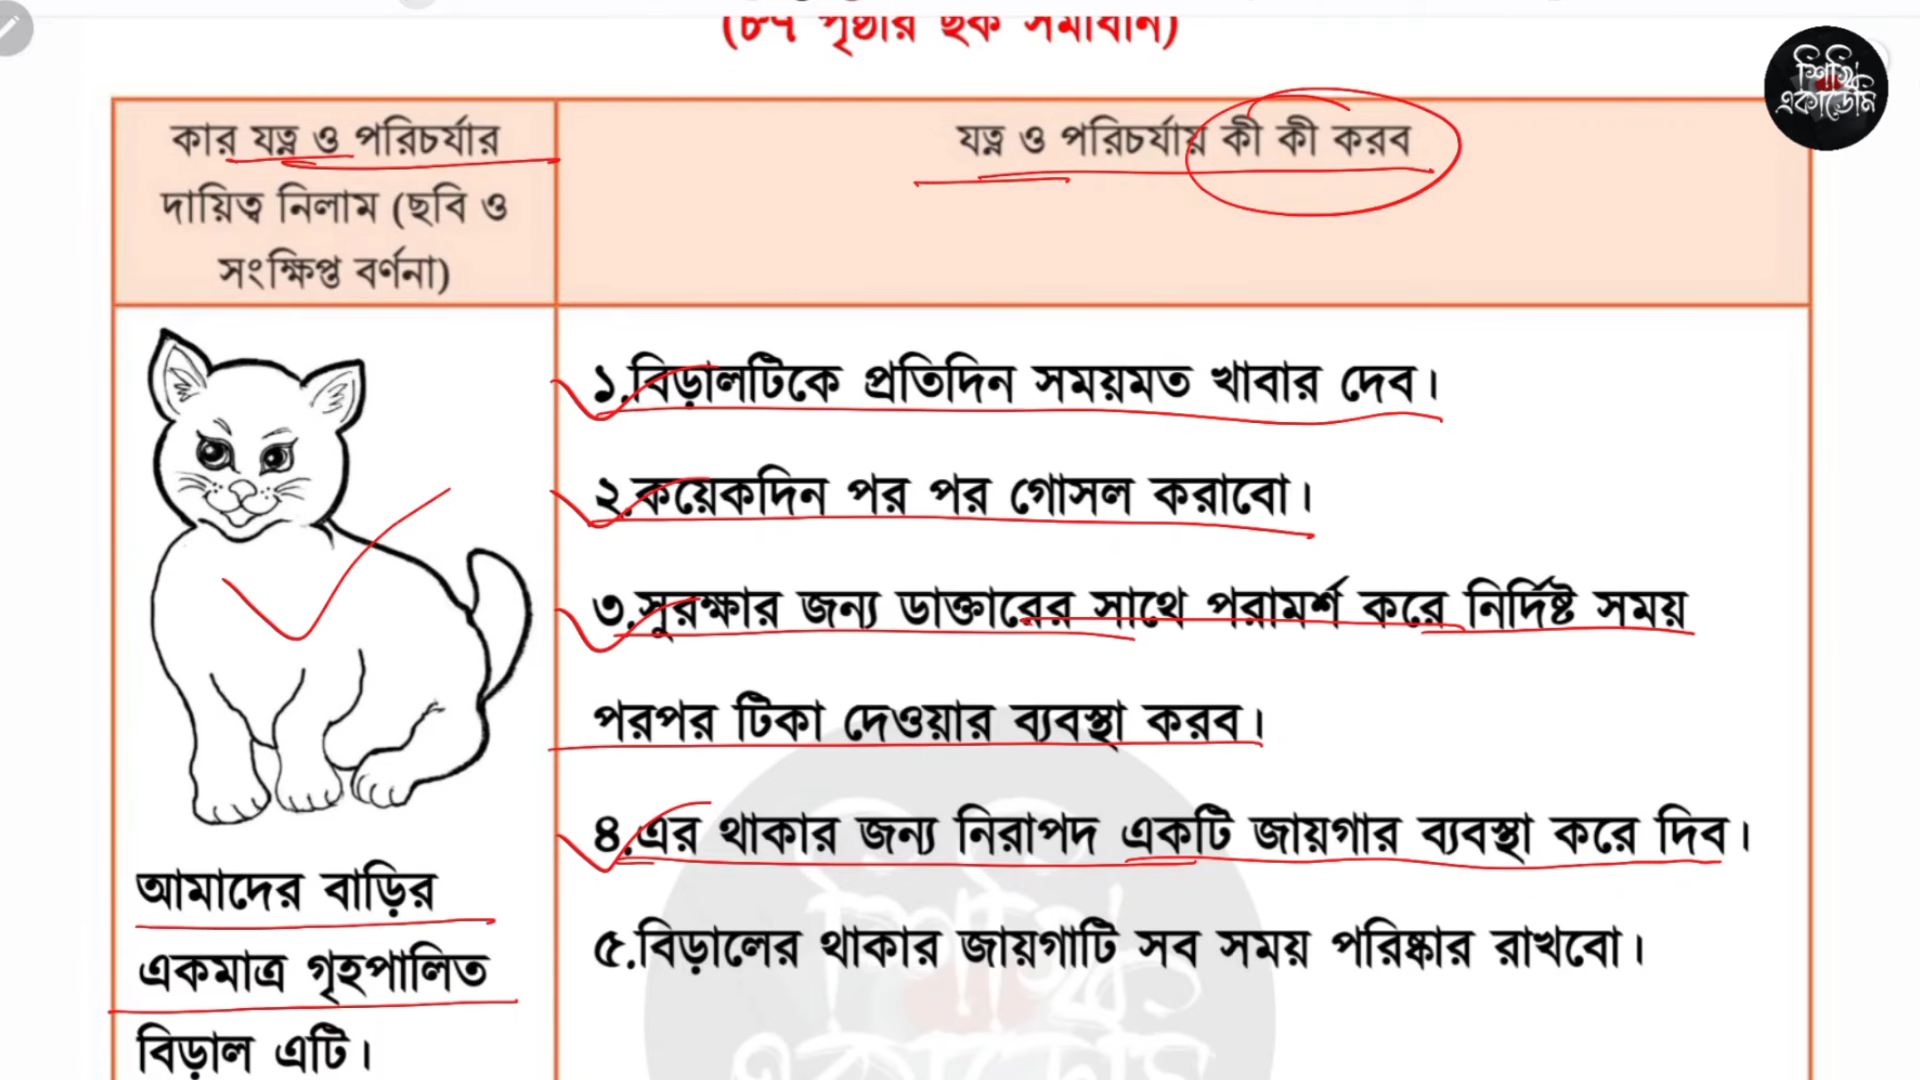 (৮৭ পৃষ্ঠার ছক সমাধান)
শিখি
একাডেমি
কার যত্ন ও পরিচর্যার
দায়িত্ব নিলাম (ছবি ও
সংক্ষিপ্ত বর্ণনা)
যত্ন ও পরিচর্যায় কী কী করব
আমাদের বাড়ির
একমাত্র গৃহপালিত
বিড়াল এটি।
১.বিড়ালটিকে প্রতিদিন সময়মত খাবার দেব।
২.কয়েকদিন পর পর গোসল করাবো।
৩.সুরক্ষার জন্য ডাক্তারের সাথে পরামর্শ করে নির্দিষ্ট সময়
পরপর টিকা দেওয়ার ব্যবস্থা করব।
৪.এর থাকার জন্য নিরাপদ একটি জায়গার ব্যবস্থা করে দিব।
৫.বিড়ালের থাকার জায়গাটি সব সময় পরিষ্কার রাখবো।